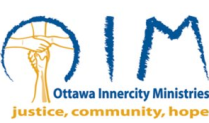 OIM
Ottawa Innercity Ministries
justice, community, hope